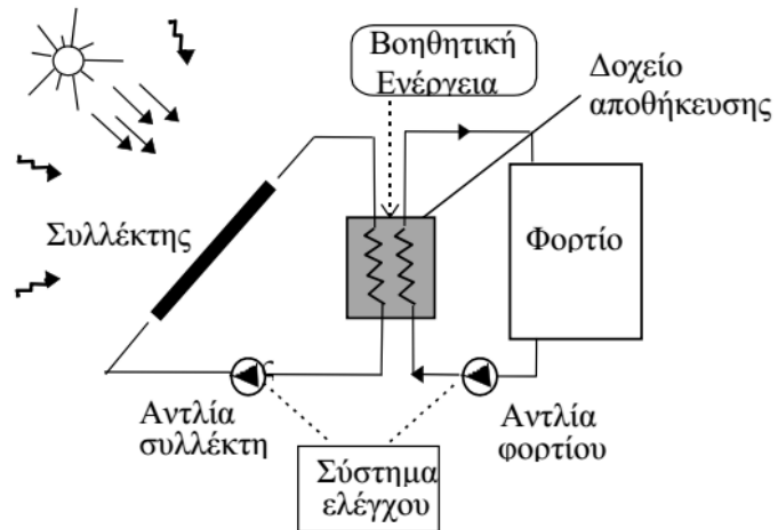 Βοηθητική
Ενέργεια
Δοχείο
αποθήκευσης
Συλλέκτης
Φορτίο
Αντλία
συλλέκτη
Αντλία
φορτίου
Σύστημα
ελέγχου